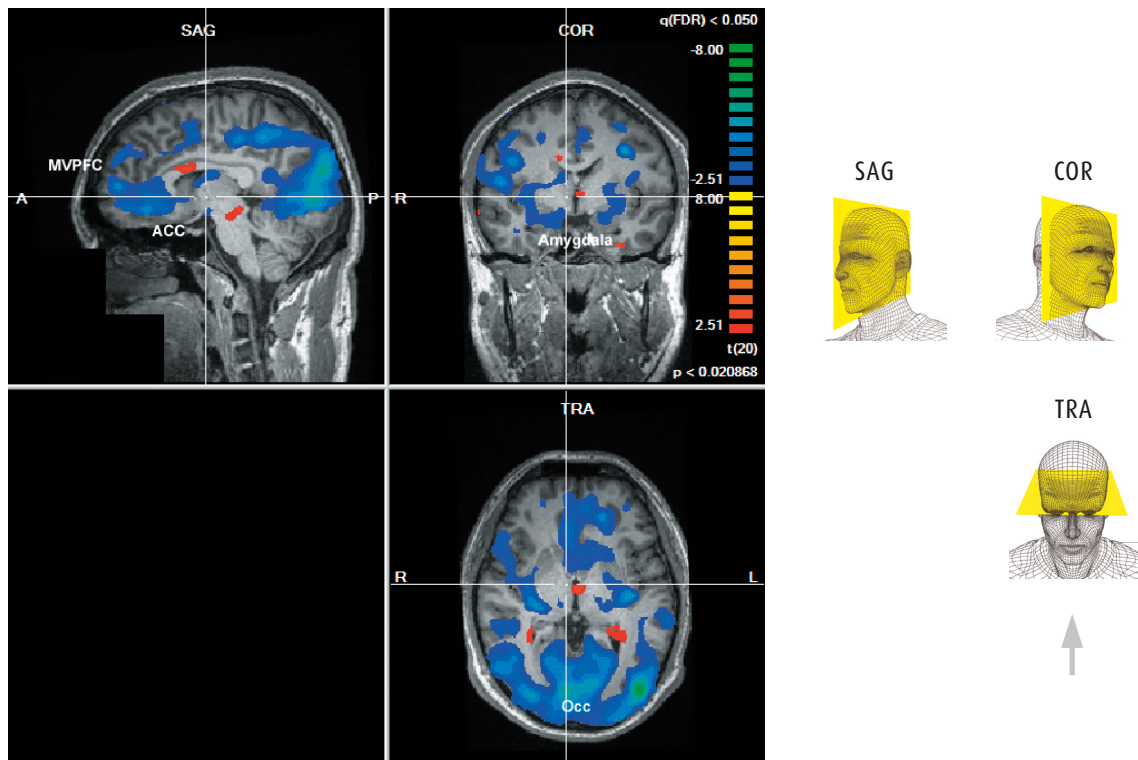 SAG
MVPFC
A
P
ACC
COR
q(FDR) < 0.050
-8.00
-2.51
8.00
2.51
t(20)
p < 0.020868
R
Amygdala
TRA
R
L
Occ
SAG
COR
TRA